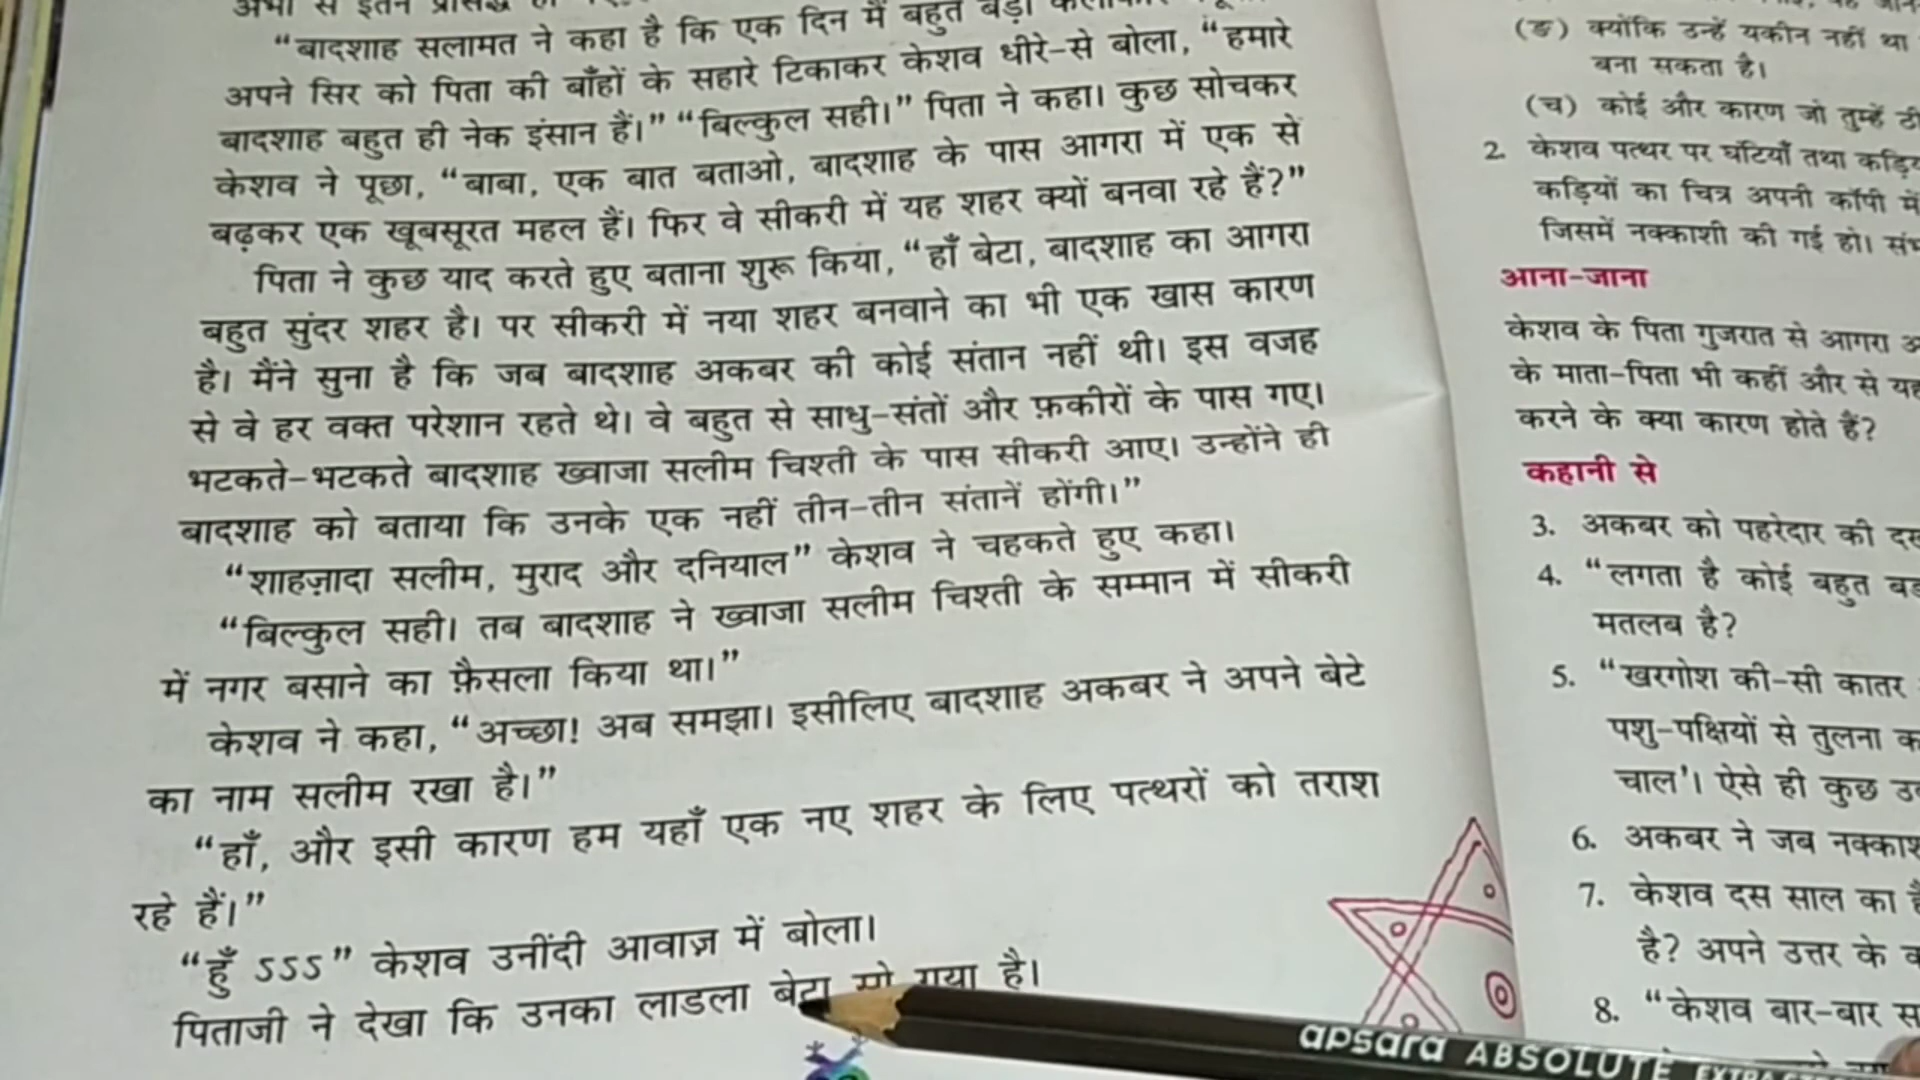 "बादशाह सलामत ने कहा है कि एक दिन मैं बहुत बड़ा
अपने सिर को पिता की बाँहों के सहारे टिकाकर केशव धीरे-से बोला, "हमारे
बादशाह बहुत ही नेक इंसान हैं।" "बिल्कुल सही।" पिता ने कहा। कुछ सोचकर
केशव ने पूछा, "बाबा, एक बात बताओ, बादशाह के पास आगरा में एक से
बढ़कर एक खूबसूरत महल हैं। फिर वे सीकरी में यह शहर क्यों बनवा रहे हैं?"
पिता ने कुछ याद करते हुए बताना शुरू किया, "हाँ बेटा, बादशाह का आगरा
बहुत सुंदर शहर है। पर सीकरी में नया शहर बनवाने का भी एक खास कारण
है। मैंने सुना है कि जब बादशाह अकबर की कोई संतान नहीं थी। इस वजह
से वे हर वक्त परेशान रहते थे। वे बहुत से साधु-संतों और फ़कीरों के पास गए।
भटकते-भटकते बादशाह ख्वाजा सलीम चिश्ती के पास सीकरी आए। उन्होंने ही
बादशाह को बताया कि उनके एक नहीं तीन-तीन संतानें होंगी।"
"शाहज़ादा सलीम, मुराद और दनियाल" केशव ने चहकते हुए कहा।
"बिल्कुल सही। तब बादशाह ने ख्वाजा सलीम चिश्ती के सम्मान में सीकरी
में नगर बसाने का फ़ैसला किया था।"
केशव ने कहा, "अच्छा! अब समझा। इसीलिए बादशाह अकबर ने अपने बेटे
का नाम सलीम रखा है।"
"हाँ, और इसी कारण हम यहाँ एक नए शहर के लिए पत्थरों को तराश
रहे हैं।"
"हुँ ऽऽऽ" केशव उनींदी आवाज़ में बोला।
पिताजी ने देखा कि उनका लाडला बेटा सो गया है।
(ङ) क्योंकि उन्हें यकीन नहीं था
बना सकता है।
(च) कोई और कारण जो तुम्हें
2. केशव पत्थर पर घंटियाँ तथा
कड़ियों का चित्र अपनी कॉपी में
जिसमें नक्काशी की गई हो।
आना-जाना
केशव के पिता गुजरात से आगरा
के माता-पिता भी कहीं और से
करने के क्या कारण होते हैं?
कहानी से
3. अकबर को पहरेदार की
4. "लगता है कोई बहुत
मतलब है?
5. "खरगोश की-सी कातर
पशु-पक्षियों से तुलना
चाल'। ऐसे ही कुछ
6. अकबर ने जब
7. केशव दस साल का
है? अपने उत्तर के
8. "केशव बार-बार
apsara ABSOLUTE